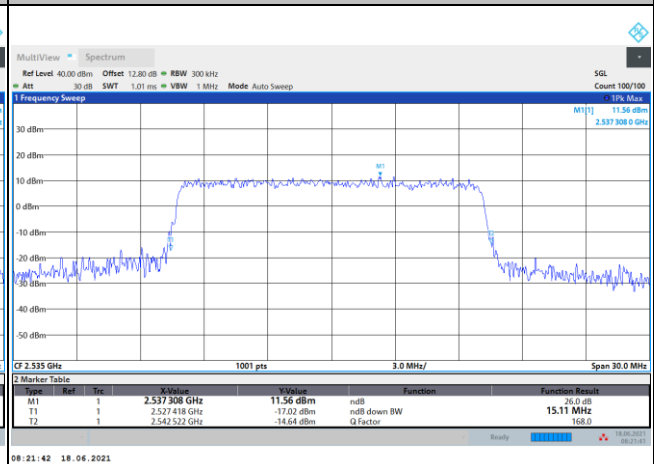 MultiView Spectrum
Ref Level 40.00 dBm Offset 12.80 dB RBW 300 kHz SGL
Att 30 dB SWT 1.01 ms VBW 1 MHz Mode Auto Sweep Count 100/100
1 Frequency Sweep 1Pk Max
M1[1] 11.56 dBm
2.537 308 0 GHz
30 dBm
20 dBm
M1
10 dBm
0 dBm
-10 dBm
-20 dBm
-30 dBm
-40 dBm
-50 dBm
CF 2.535 GHz 1001 pts 3.0 MHz/ Span 30.0 MHz
2 Marker Table
Type Ref Trc X-Value Y-Value Function Function Result
M1 1 2.537 308 GHz 11.56 dBm ndB 26.0 dB
T1 1 2.527 418 GHz -17.02 dBm ndB down BW 15.11 MHz
T2 1 2.542 522 GHz -14.64 dBm Q Factor 168.0
Ready 18.06.2021
08:21:41
08:21:42 18.06.2021